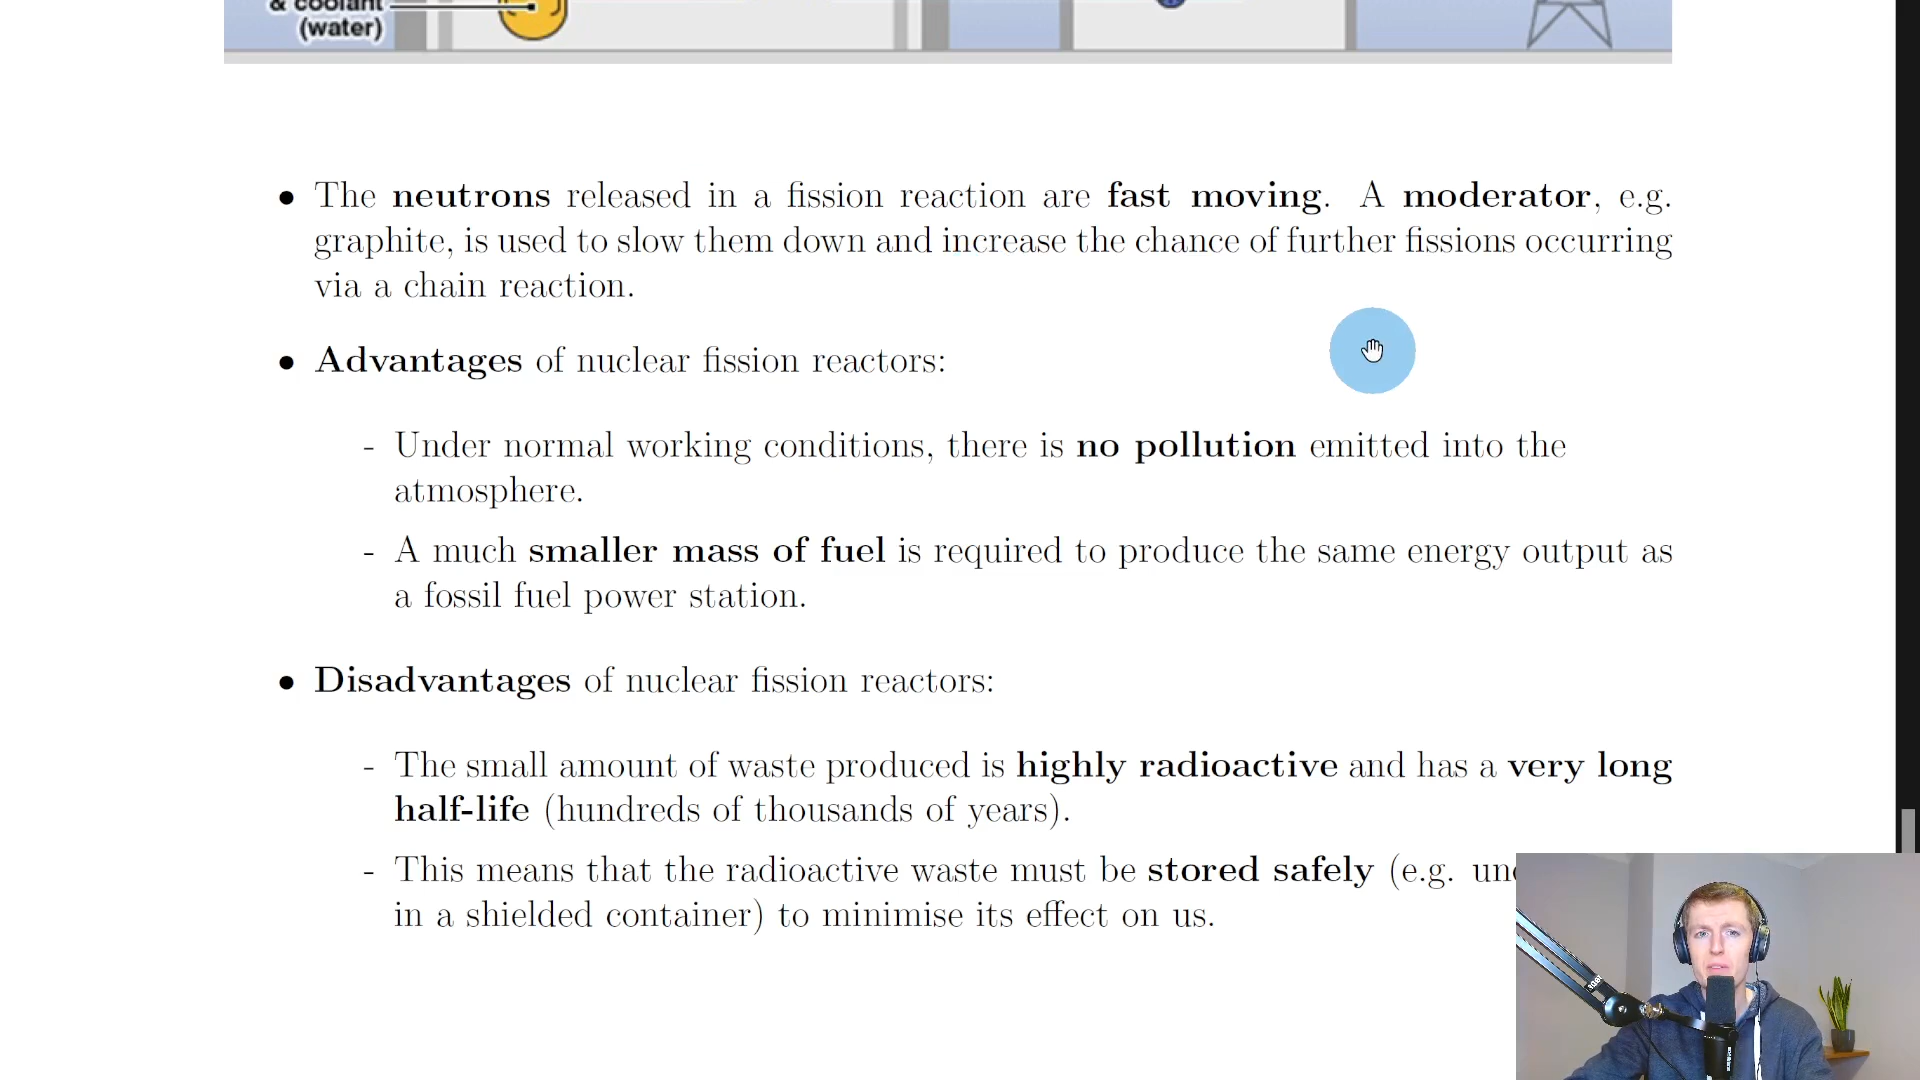 & coolant
(water)
• The neutrons released in a fission reaction are fast moving. A moderator, e.g.
graphite, is used to slow them down and increase the chance of further fissions occurring
via a chain reaction.
• Advantages of nuclear fission reactors:
- Under normal working conditions, there is no pollution emitted into the
atmosphere.
- A much smaller mass of fuel is required to produce the same energy output as
a fossil fuel power station.
• Disadvantages of nuclear fission reactors:
- The small amount of waste produced is highly radioactive and has a very long
half-life (hundreds of thousands of years).
- This means that the radioactive waste must be stored safely (e.g.
in a shielded container) to minimise its effect on us.